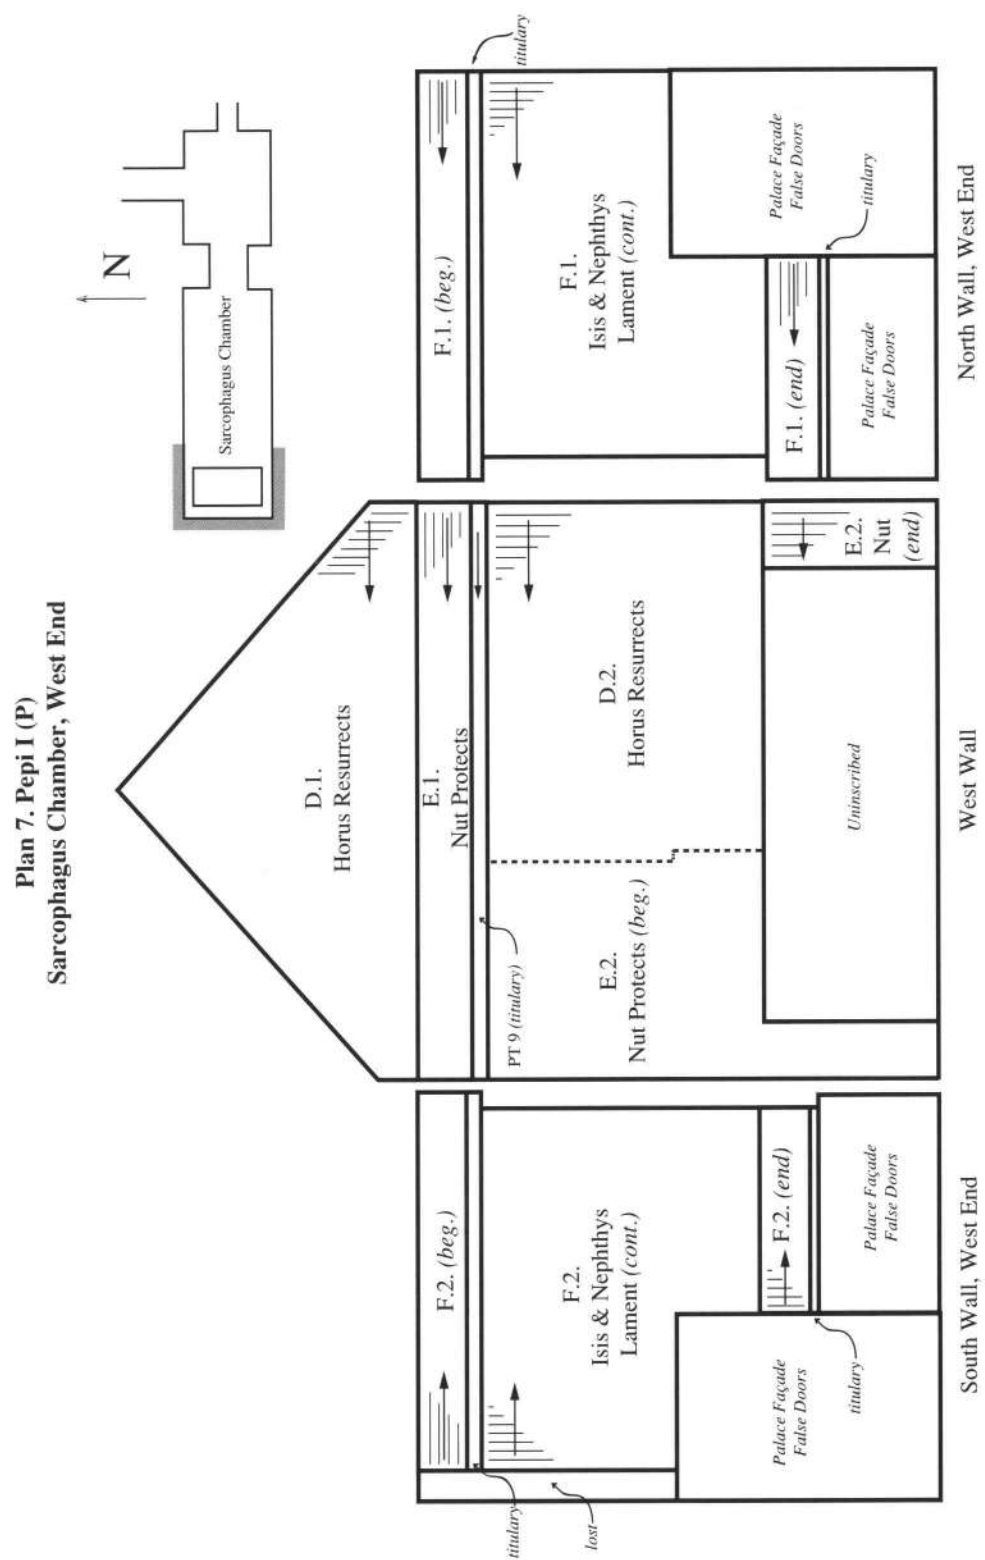 Plan 7. Pepi I (P)
Sarcophagus Chamber, West End
N
Sarcophagus Chamber
titulary
F.2. (beg.)
F.2.
Isis & Nephthys
Lament (cont.)
F.2. (end)
Palace Façade
False Doors
Palace Façade
False Doors
titulary
lost
South Wall, West End
D.1.
Horus Resurrects
E.1.
Nut Protects
PT 9 (titulary)
E.2.
Nut Protects (beg.)
D.2.
Horus Resurrects
E.2.
Nut
(end)
Uninscribed
West Wall
titulary
F.1. (beg.)
F.1.
Isis & Nephthys
Lament (cont.)
F.1. (end)
Palace Façade
False Doors
Palace Façade
False Doors
titulary
North Wall, West End